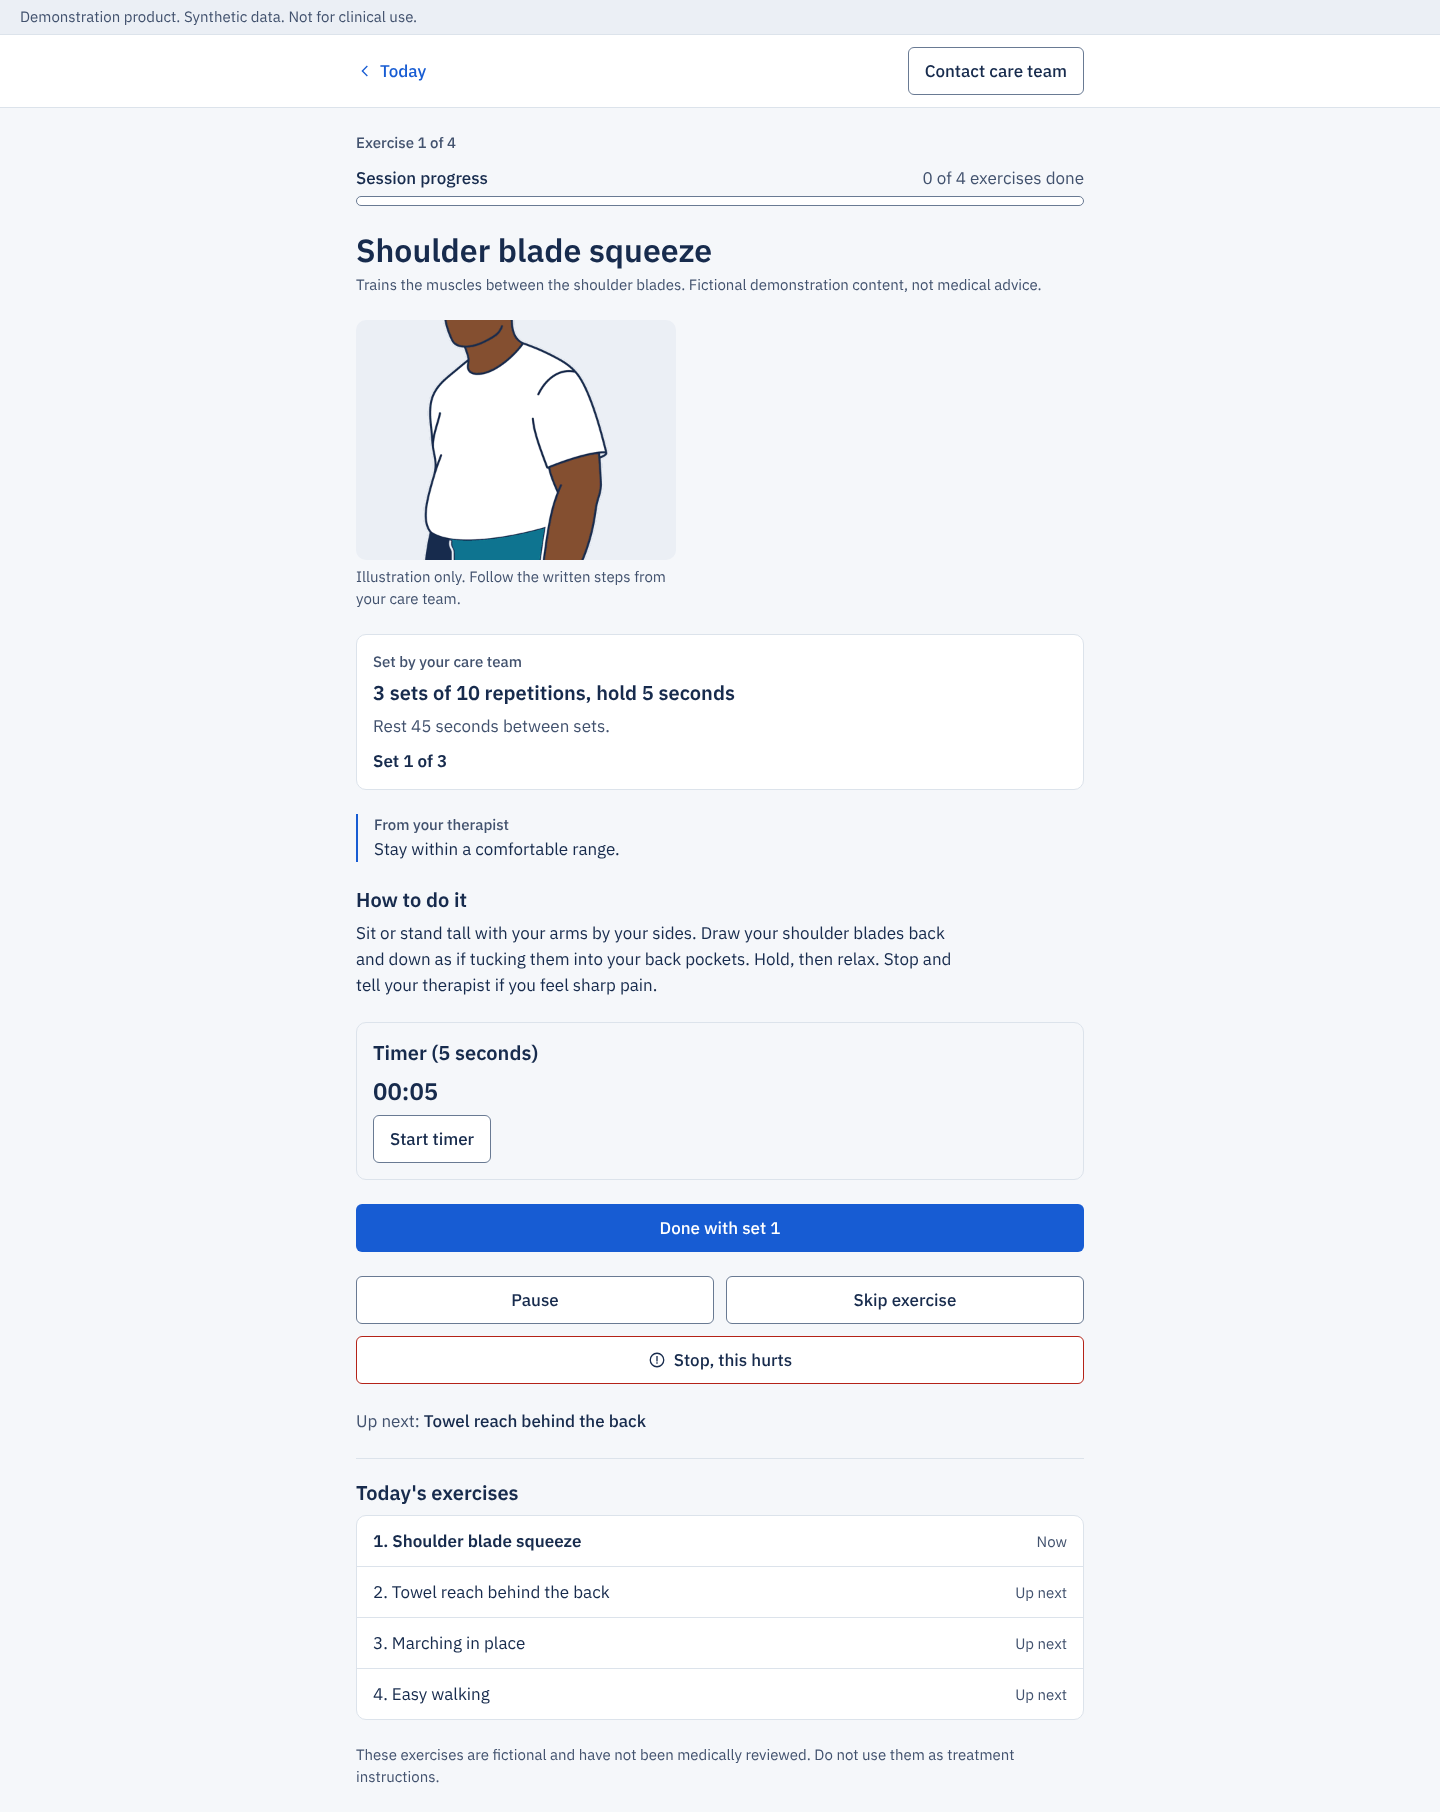 Demonstration product. Synthetic data. Not for clinical use.
Today
Contact care team
Exercise 1 of 4
Session progress
0 of 4 exercises done
Shoulder blade squeeze
Trains the muscles between the shoulder blades. Fictional demonstration content, not medical advice.
Illustration only. Follow the written steps from
your care team.
Set by your care team
3 sets of 10 repetitions, hold 5 seconds
Rest 45 seconds between sets.
Set 1 of 3
From your therapist
Stay within a comfortable range.
How to do it
Sit or stand tall with your arms by your sides. Draw your shoulder blades back
and down as if tucking them into your back pockets. Hold, then relax. Stop and
tell your therapist if you feel sharp pain.
Timer (5 seconds)
00:05
Start timer
Done with set 1
Pause
Skip exercise
Stop, this hurts
Up next: Towel reach behind the back
Today's exercises
1. Shoulder blade squeeze
Now
2. Towel reach behind the back
Up next
3. Marching in place
Up next
4. Easy walking
Up next
These exercises are fictional and have not been medically reviewed. Do not use them as treatment
instructions.